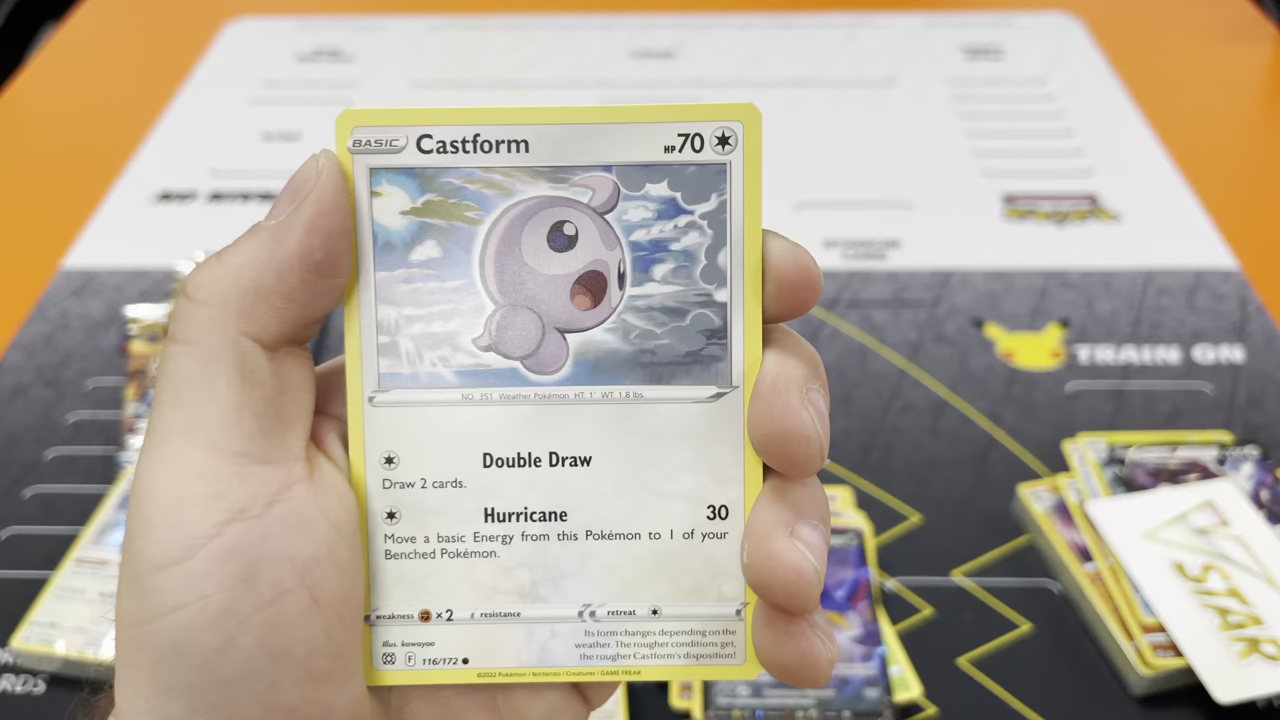 BASIC Castform HP 70
NO. 351 Weather Pokémon HT: 1' WT: 1.8 lbs.
Double Draw
Draw 2 cards.
Hurricane 30
Move a basic Energy from this Pokémon to 1 of your
Benched Pokémon.
weakness ×2 resistance retreat
Illus. kawayoo
Its form changes depending on the
weather. The rougher conditions get,
the rougher Castform's disposition!
F 116/172
©2022 Pokémon / Nintendo / Creatures / GAME FREAK
TRAIN ON
V STAR